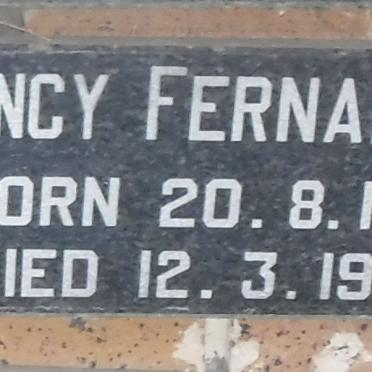 NCY FERNA
ORN 20. 8. 1
IED 12. 3. 19